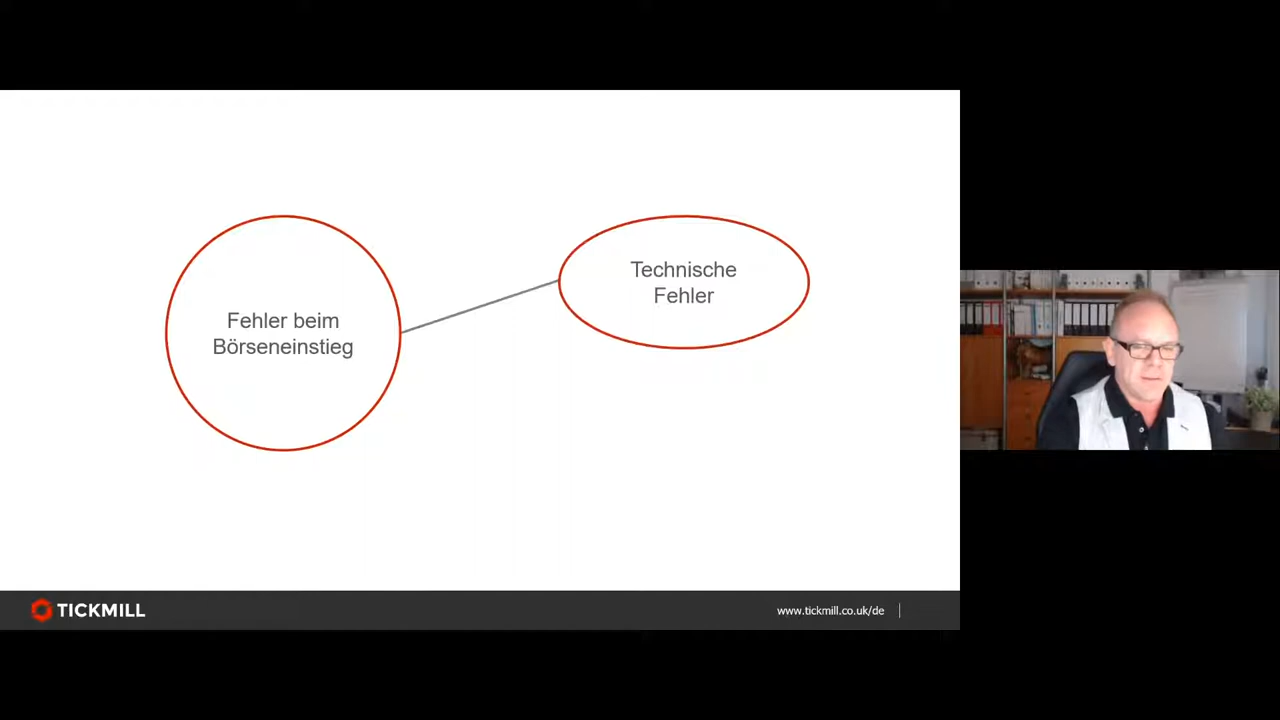 Technische
Fehler
Fehler beim
Börseneinstieg
TICKMILL
www.tickmill.co.uk/de